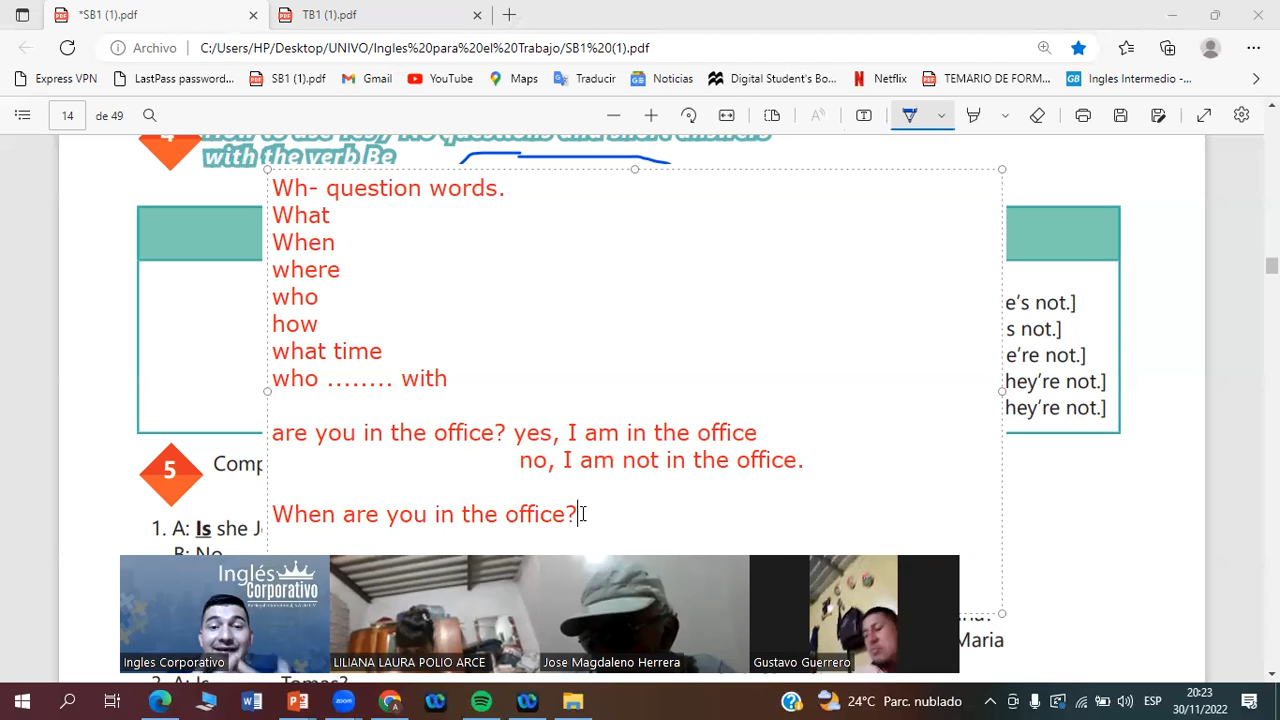 *SB1 (1).pdf
TB1 (1).pdf
Archivo
C:/Users/HP/Desktop/UNIVO/Ingles%20para%20el%20Trabajo/SB1%20(1).pdf
Express VPN
LastPass password...
SB1 (1).pdf
Gmail
YouTube
Maps
Traducir
Noticias
Digital Student's Bo...
Netflix
TEMARIO DE FORM...
Ingles Intermedio -...
14
de 49
with the verb Be
Wh- question words.
What
When
where
who
how
what time
who ........ with
are you in the office? yes, I am in the office
no, I am not in the office.
When are you in the office?
e's not.]
s not.]
e're not.]
hey're not.]
hey're not.]
5
Comp
1. A: Is she J
B: No
Maria
Inglés
Corporativo
Ingles Corporativo
LILIANA LAURA POLIO ARCE
Jose Magdaleno Herrera
Gustavo Guerrero
24°C
Parc. nublado
ESP
20:23
30/11/2022